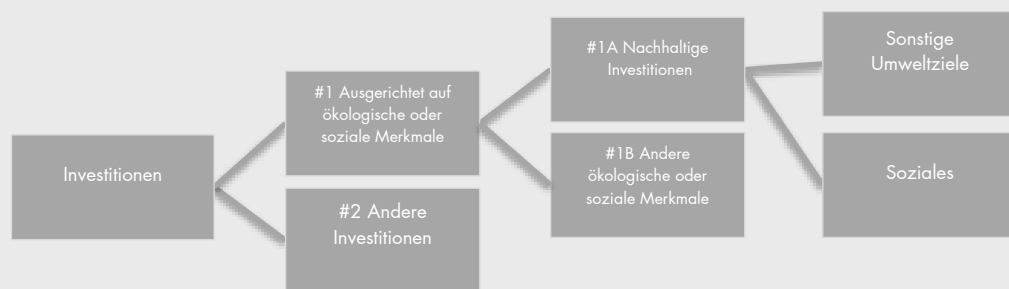 Investitionen
#1 Ausgerichtet auf
ökologische oder
soziale Merkmale
#2 Andere
Investitionen
#1A Nachhaltige
Investitionen
#1B Andere
ökologische oder
soziale Merkmale
Sonstige
Umweltziele
Soziales